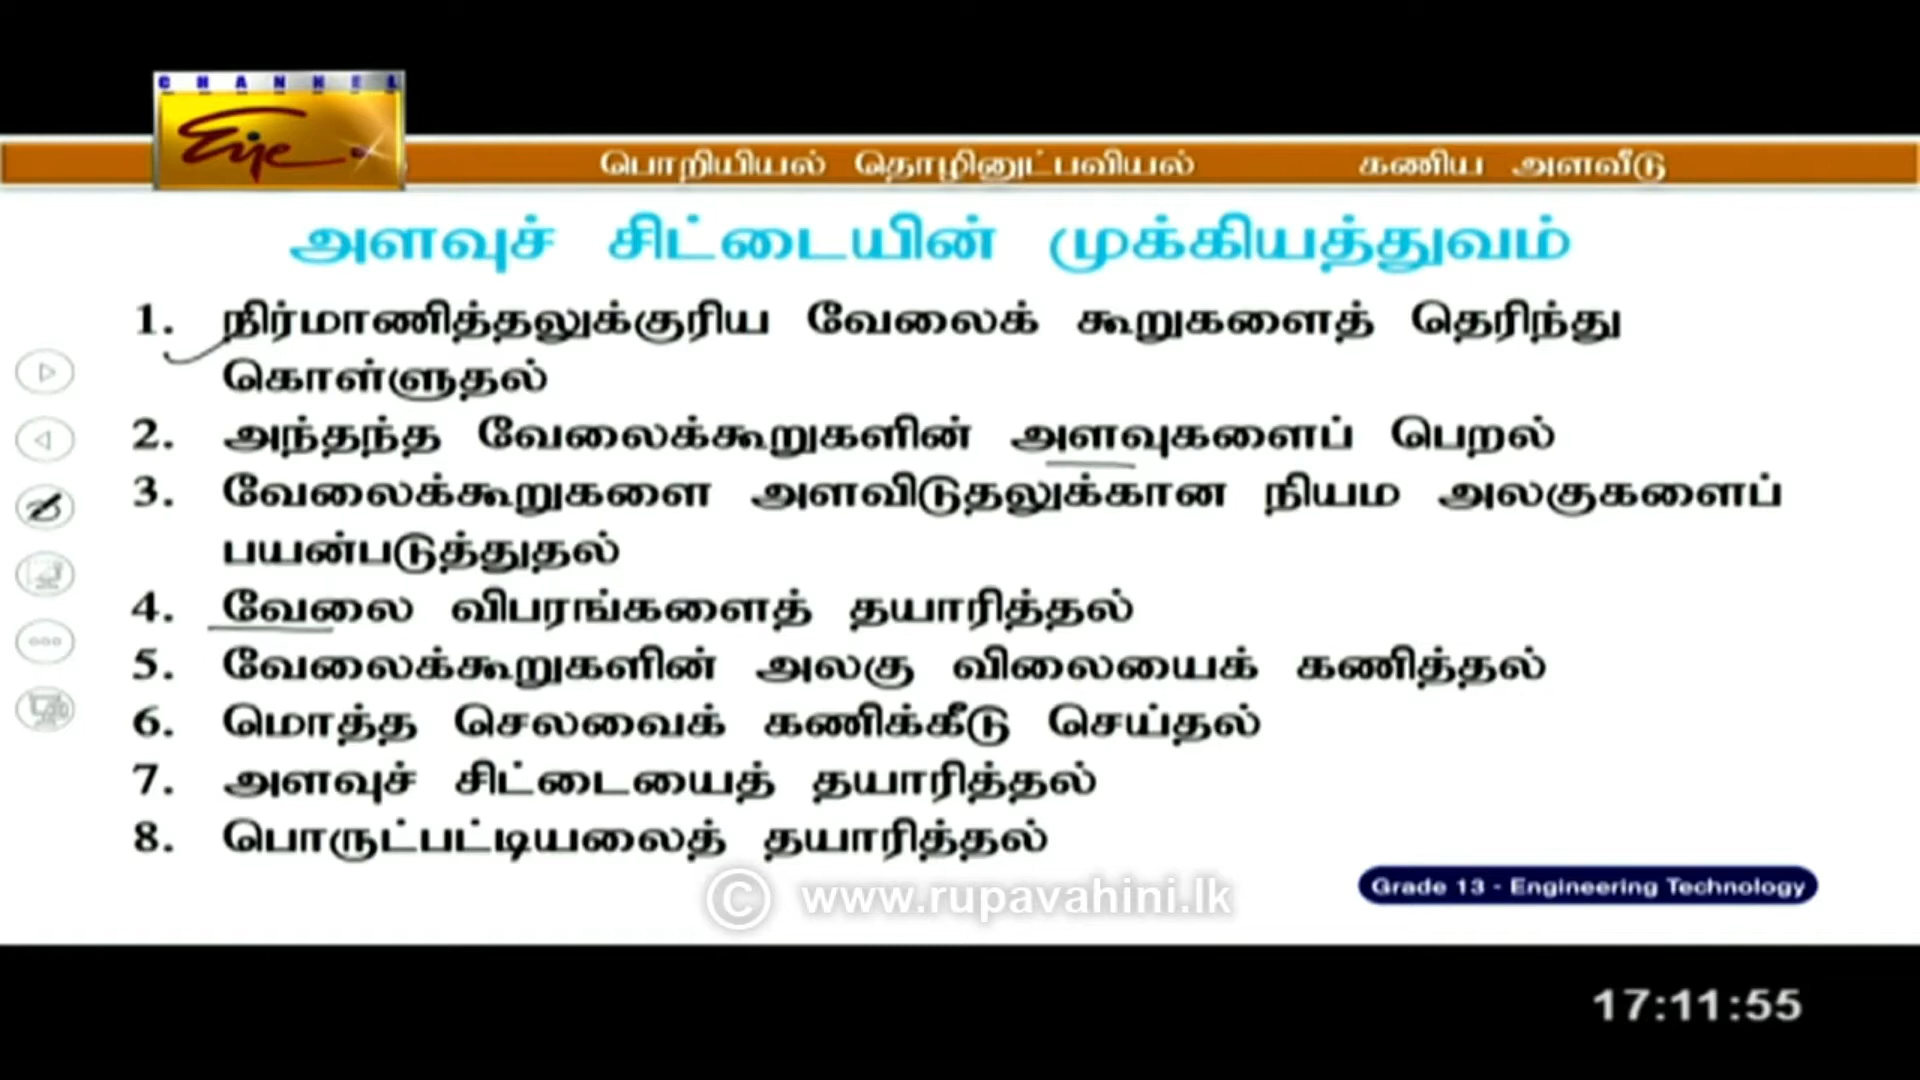 CHANNEL
Eye
பொறியியல் தொழினுட்பவியல் கணிய அளவீடு
அளவுச் சிட்டையின் முக்கியத்துவம்
1. நிர்மாணித்தலுக்குரிய வேலைக் கூறுகளைத் தெரிந்து
கொள்ளுதல்
2. அந்தந்த வேலைக்கூறுகளின் அளவுகளைப் பெறல்
3. வேலைக்கூறுகளை அளவிடுதலுக்கான நியம அலகுகளைப்
பயன்படுத்துதல்
4. வேலை விபரங்களைத் தயாரித்தல்
5. வேலைக்கூறுகளின் அலகு விலையைக் கணித்தல்
6. மொத்த செலவைக் கணிக்கீடு செய்தல்
7. அளவுச் சிட்டையைத் தயாரித்தல்
8. பொருட்பட்டியலைத் தயாரித்தல்
Grade 13 - Engineering Technology
© www.rupavahini.lk
17:11:55